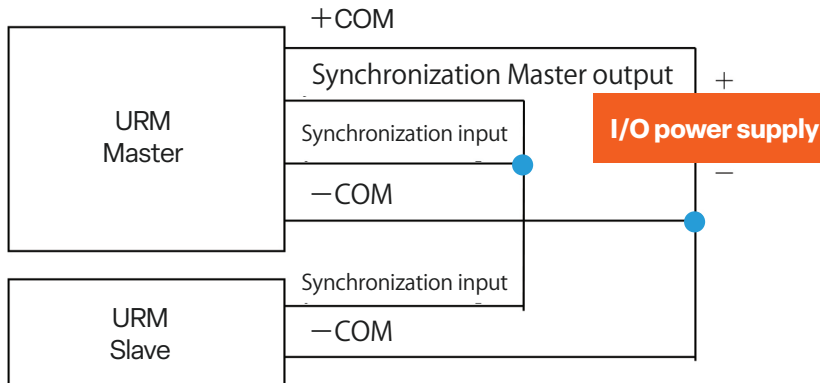 +COM
Synchronization Master output
+
URM
Master
Synchronization input
I/O power supply
−
−COM
Synchronization input
URM
Slave
−COM